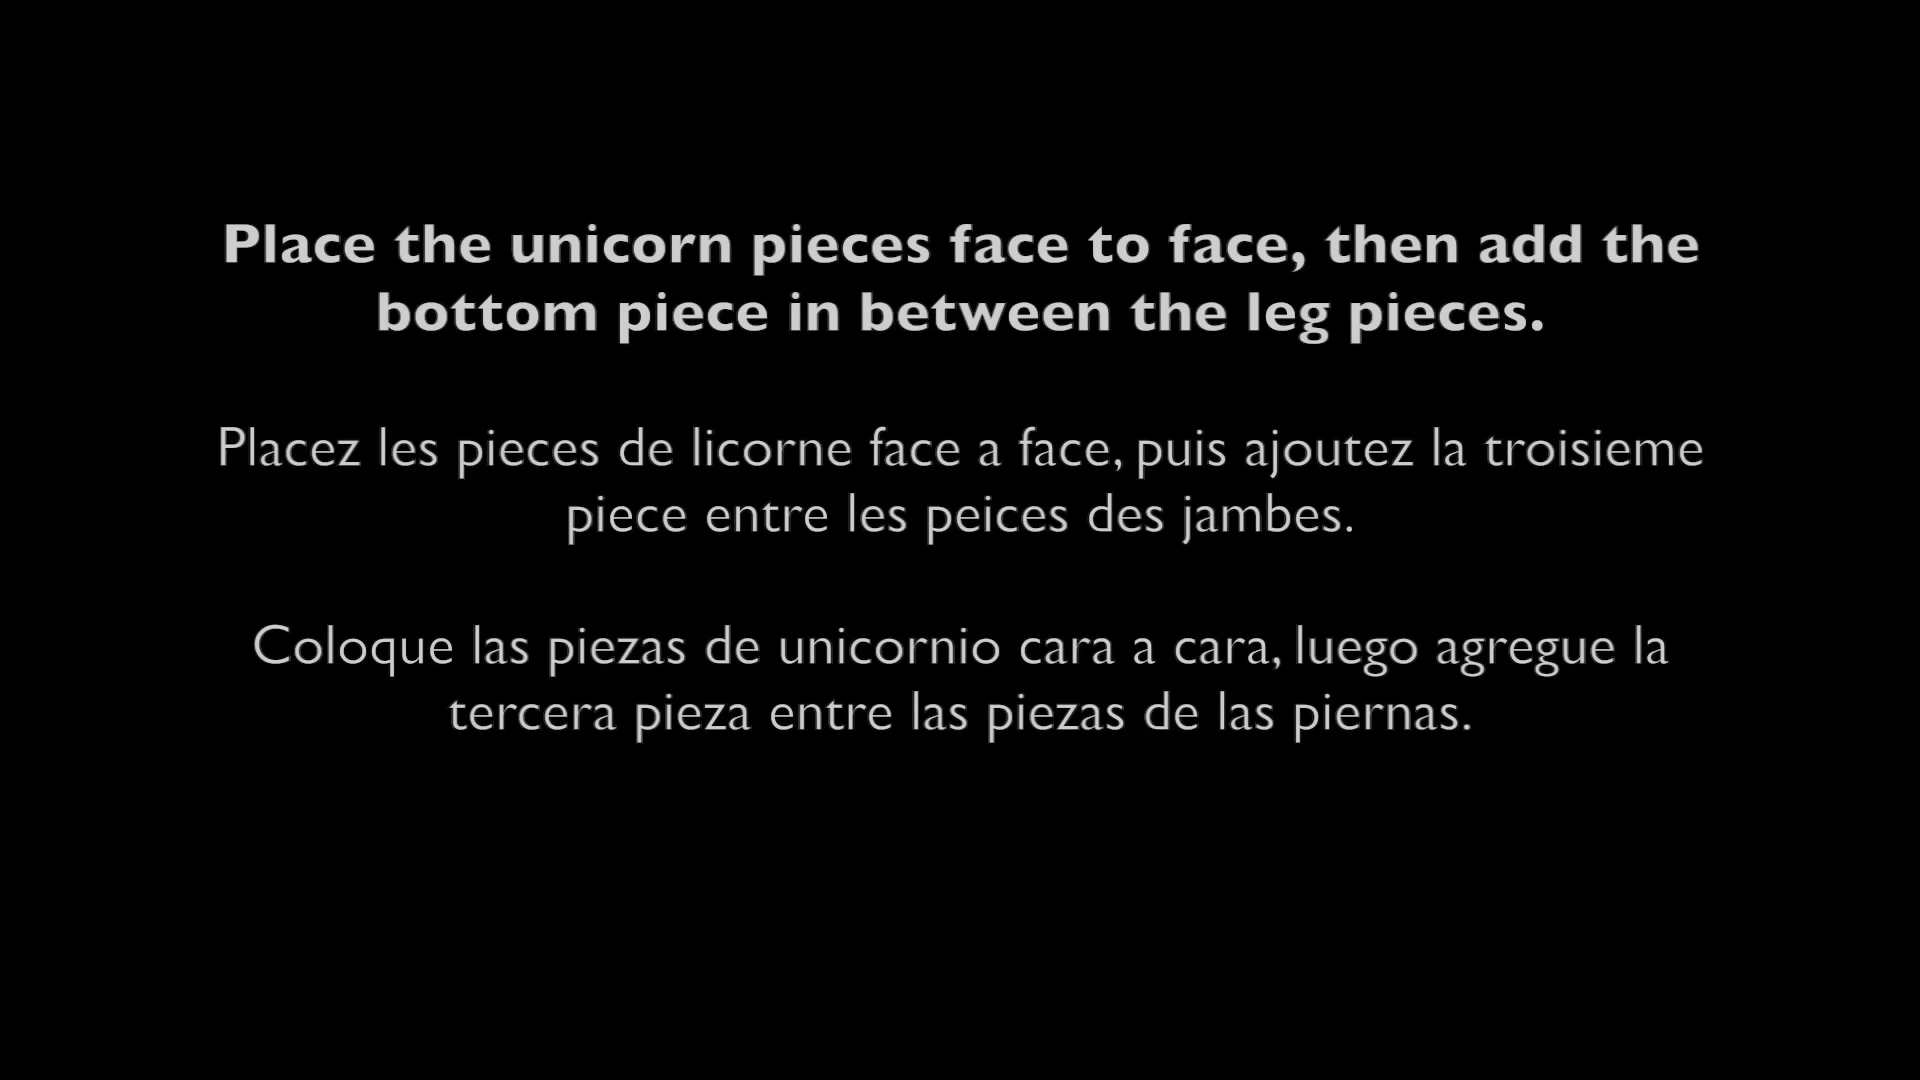 Place the unicorn pieces face to face, then add the
bottom piece in between the leg pieces.
Placez les pieces de licorne face a face, puis ajoutez la troisieme
piece entre les peices des jambes.
Coloque las piezas de unicornio cara a cara, luego agregue la
tercera pieza entre las piezas de las piernas.